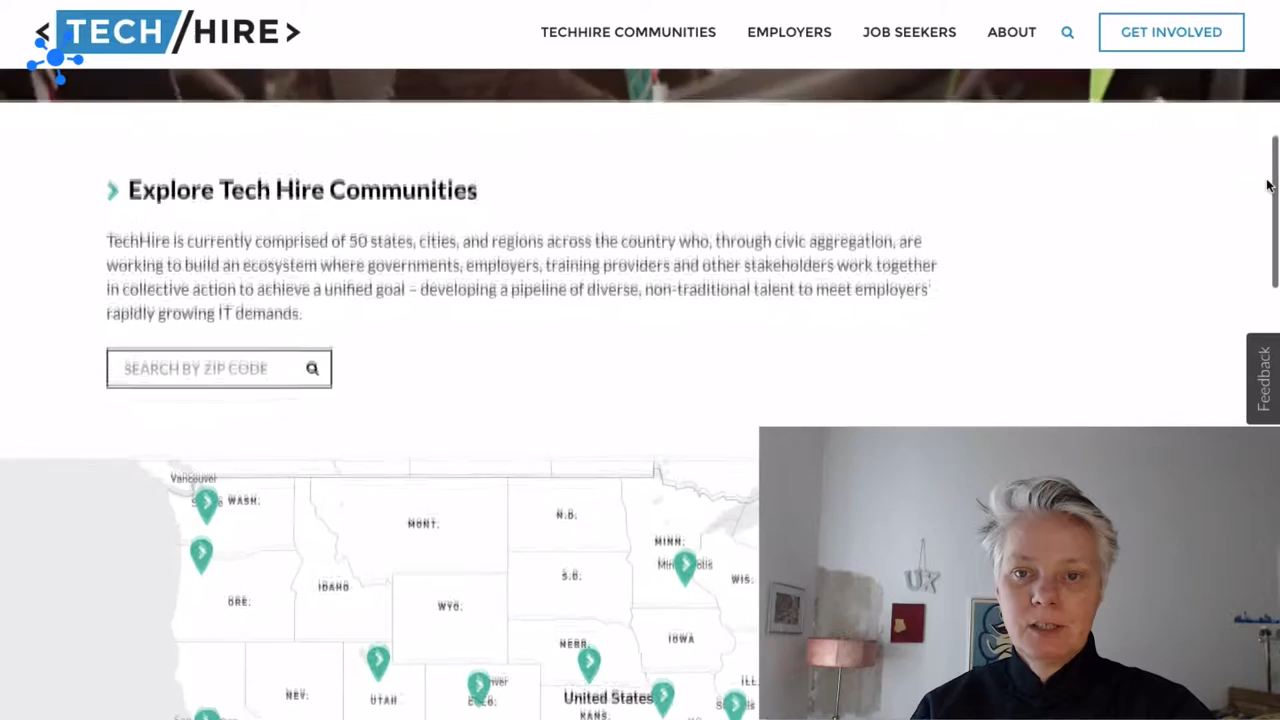 <TECH/HIRE>
TECHHIRE COMMUNITIES EMPLOYERS JOB SEEKERS ABOUT GET INVOLVED
Explore Tech Hire Communities
TechHire is currently comprised of 50 states, cities, and regions across the country who, through civic aggregation, are
working to build an ecosystem where governments, employers, training providers and other stakeholders work together
in collective action to achieve a unified goal – developing a pipeline of diverse, non-traditional talent to meet employers'
rapidly growing IT demands.
SEARCH BY ZIP CODE
Feedback
Vancouver
WASH.
MONT.
N.D.
MINN.
Minneapolis
WIS.
S.D.
IDAHO
ORE.
WYO.
IOWA
NEBR.
ILL.
NEV.
UTAH
COLO.
United States
KANS.
UX